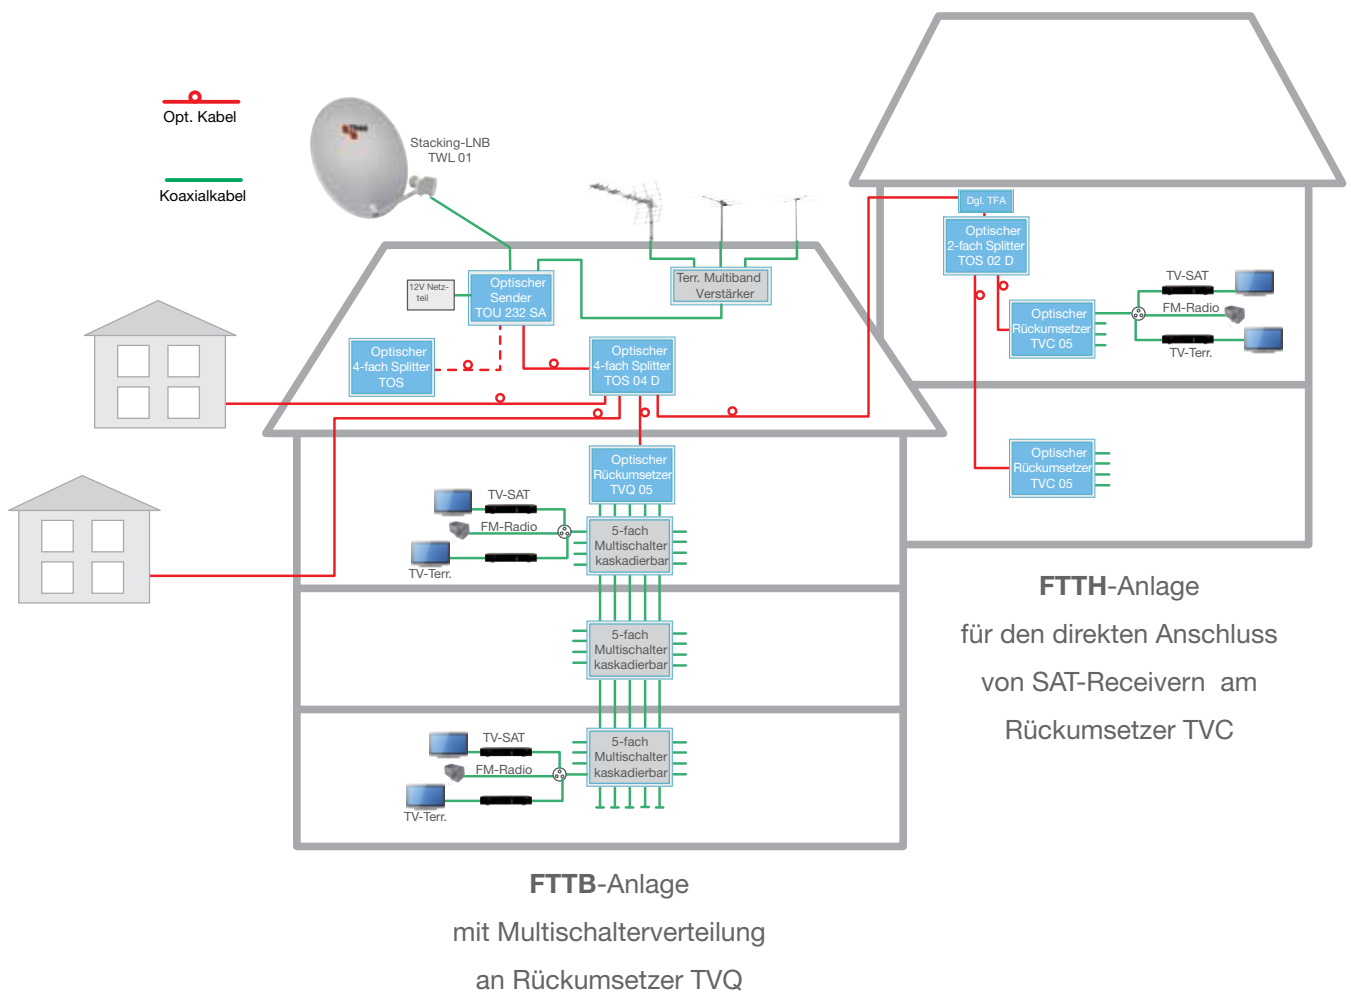 Opt. Kabel
Koaxialkabel
Stacking-LNB
TWL 01
12V Netz-
teil
Optischer
Sender
TOU 232 SA
Terr. Multiband
Verstärker
Optischer
4-fach Splitter
TOS
Optischer
4-fach Splitter
TOS 04 D
Optischer
Rückumsetzer
TVQ 05
TV-SAT
FM-Radio
TV-Terr.
5-fach
Multischalter
kaskadierbar
5-fach
Multischalter
kaskadierbar
TV-SAT
FM-Radio
TV-Terr.
5-fach
Multischalter
kaskadierbar
Dgl. TFA
Optischer
2-fach Splitter
TOS 02 D
Optischer
Rückumsetzer
TVC 05
TV-SAT
FM-Radio
TV-Terr.
Optischer
Rückumsetzer
TVC 05
FTTH-Anlage
für den direkten Anschluss
von SAT-Receivern am
Rückumsetzer TVC
FTTB-Anlage
mit Multischalterverteilung
an Rückumsetzer TVQ